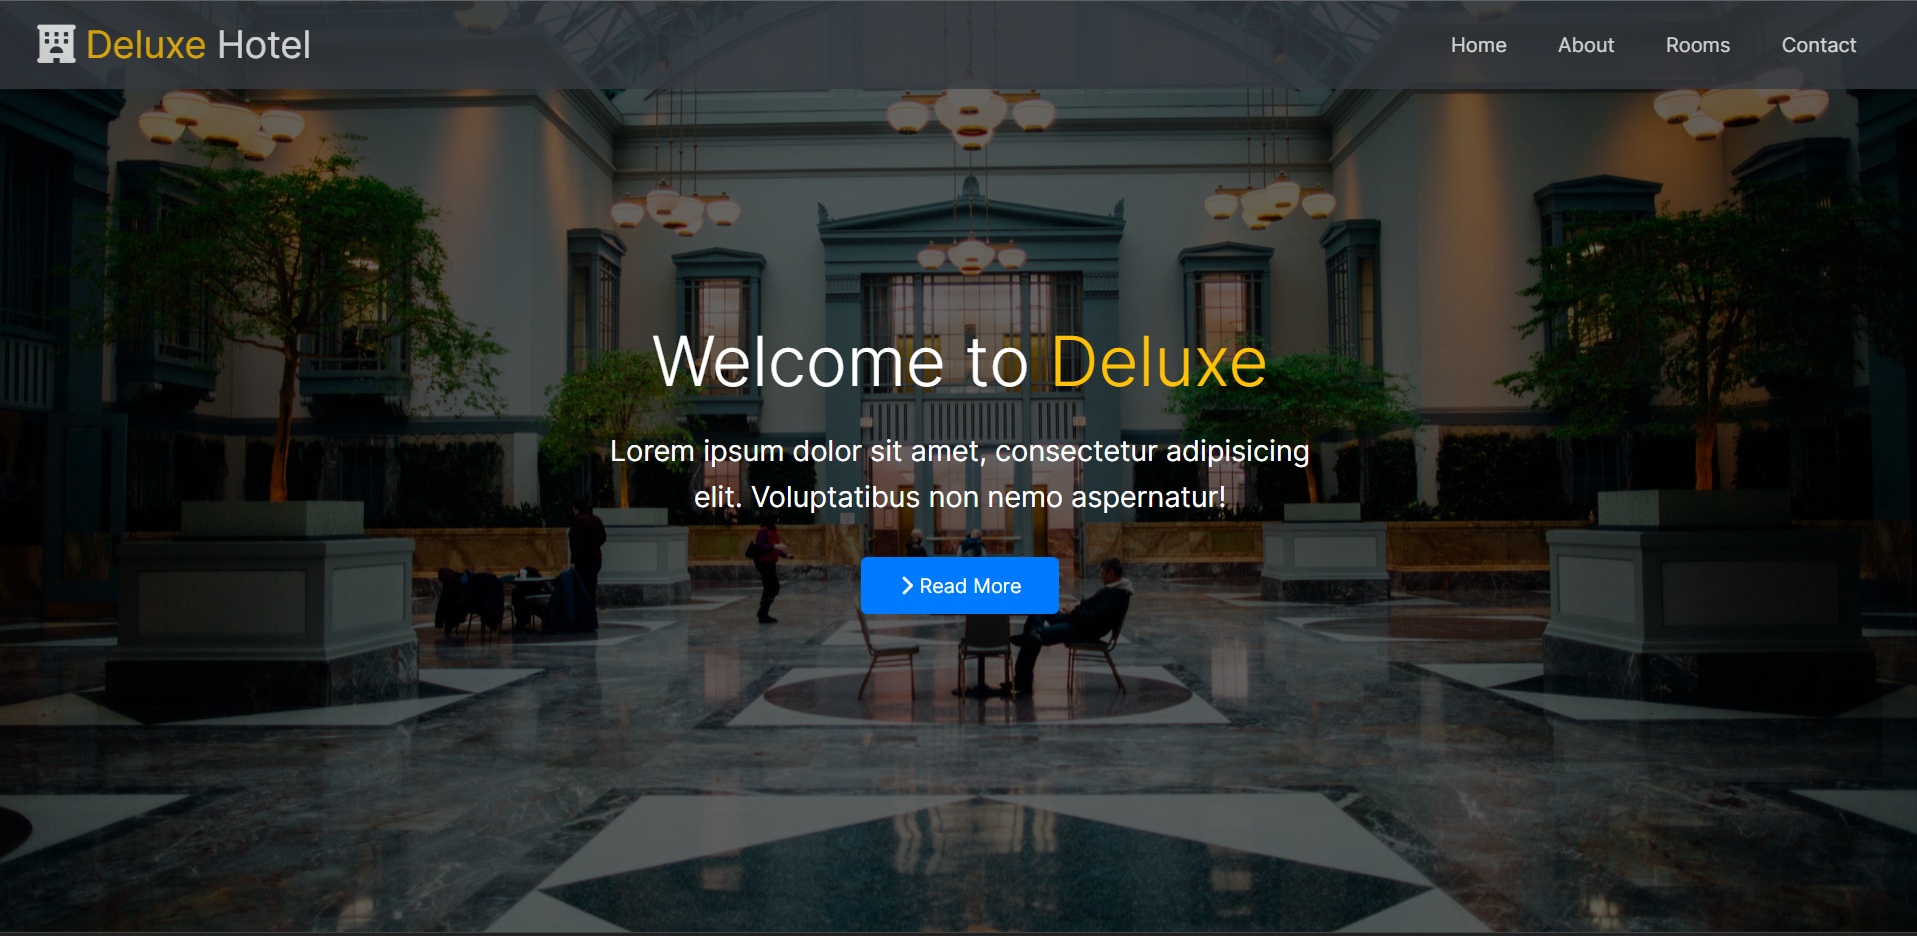 Deluxe Hotel
Home About Rooms Contact
Welcome to Deluxe
Lorem ipsum dolor sit amet, consectetur adipisicing
elit. Voluptatibus non nemo aspernatur!
Read More